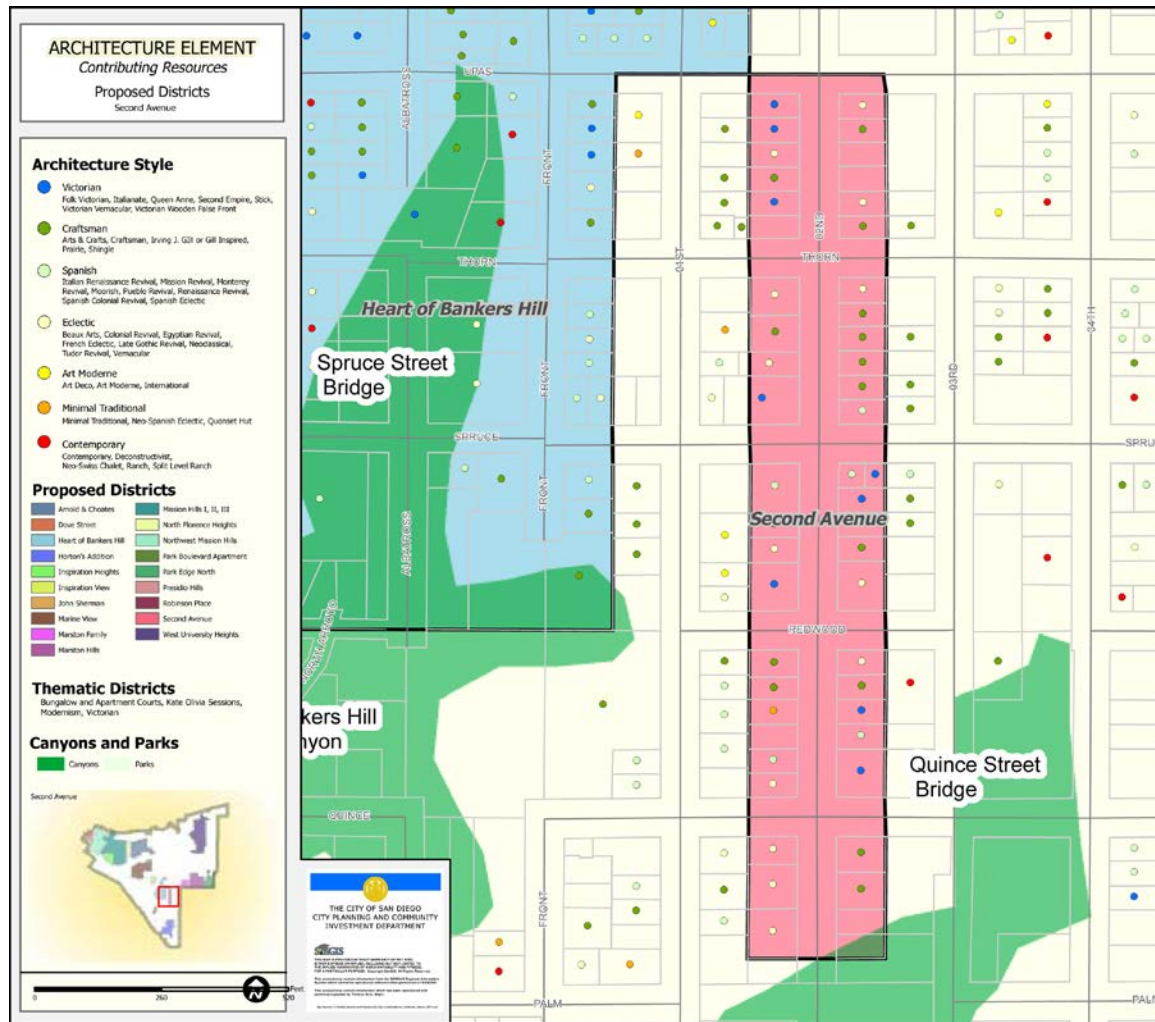 ARCHITECTURE ELEMENT
Contributing Resources
Proposed Districts
Second Avenue
Architecture Style
Victorian
Folk Victorian, Italianate, Queen Anne, Second Empire, Stick,
Victorian Vernacular, Victorian Wooden False Front
Craftsman
Arts & Crafts, Craftsman, Irving J. Gill or Gill Inspired,
Prairie, Shingle
Spanish
Italian Renaissance Revival, Mission Revival, Monterey
Revival, Moorish, Pueblo Revival, Renaissance Revival,
Spanish Colonial Revival, Spanish Eclectic
Eclectic
Beaux Arts, Colonial Revival, Egyptian Revival,
French Eclectic, Late Gothic Revival, Neoclassical,
Tudor Revival, Vernacular
Art Moderne
Art Deco, Art Moderne, International
Minimal Traditional
Minimal Traditional, Neo-Spanish Eclectic, Quonset Hut
Contemporary
Contemporary, Deconstructivist,
Neo-Swiss Chalet, Ranch, Split Level Ranch
Proposed Districts
Arnold & Choates
Dove Street
Heart of Bankers Hill
Horton's Addition
Inspiration Heights
Inspiration View
John Sherman
Marine View
Marston Family
Marston Hills
Mission Hills I, II, III
North Florence Heights
Northwest Mission Hills
Park Boulevard Apartment
Park Edge North
Presidio Hills
Robinson Place
Second Avenue
West University Heights
Thematic Districts
Bungalow and Apartment Courts, Kate Olivia Sessions,
Modernism, Victorian
Canyons and Parks
Canyons
Parks
Second Avenue
0
260
520
Feet
N
UPAS
ALBATROSS
FRONT
01ST
02ND
THORN
THORN
Heart of Bankers Hill
Spruce Street
Bridge
FRONT
03RD
04TH
SPRUCE
SPRU
ALBATROSS
FRONT
Second Avenue
REDWOOD
kers Hill
nyon
Quince Street
Bridge
QUINCE
FRONT
PALM
PALM
THE CITY OF SAN DIEGO
CITY PLANNING AND COMMUNITY
INVESTMENT DEPARTMENT
SanGIS